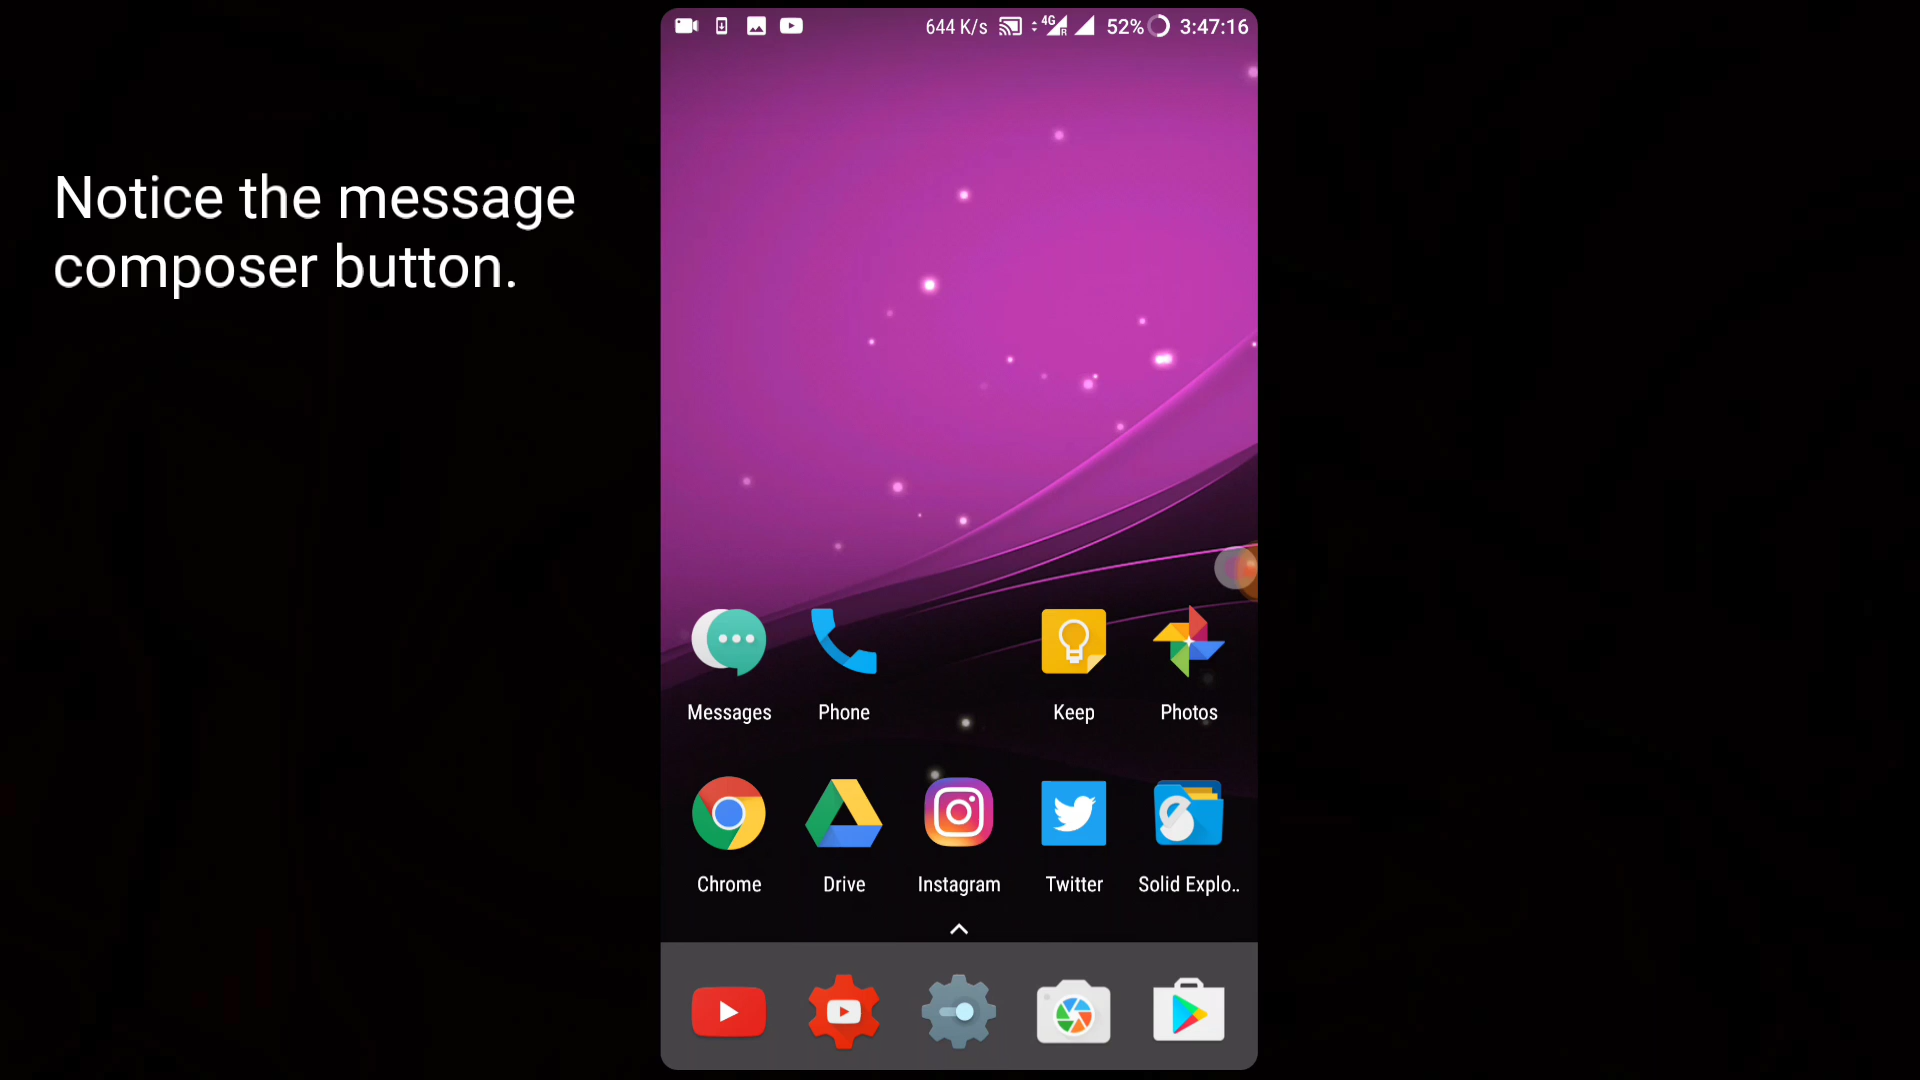 644 K/s 4G R 52% 3:47:16
Notice the message
composer button.
Messages Phone Keep Photos
Chrome Drive Instagram Twitter Solid Explo..